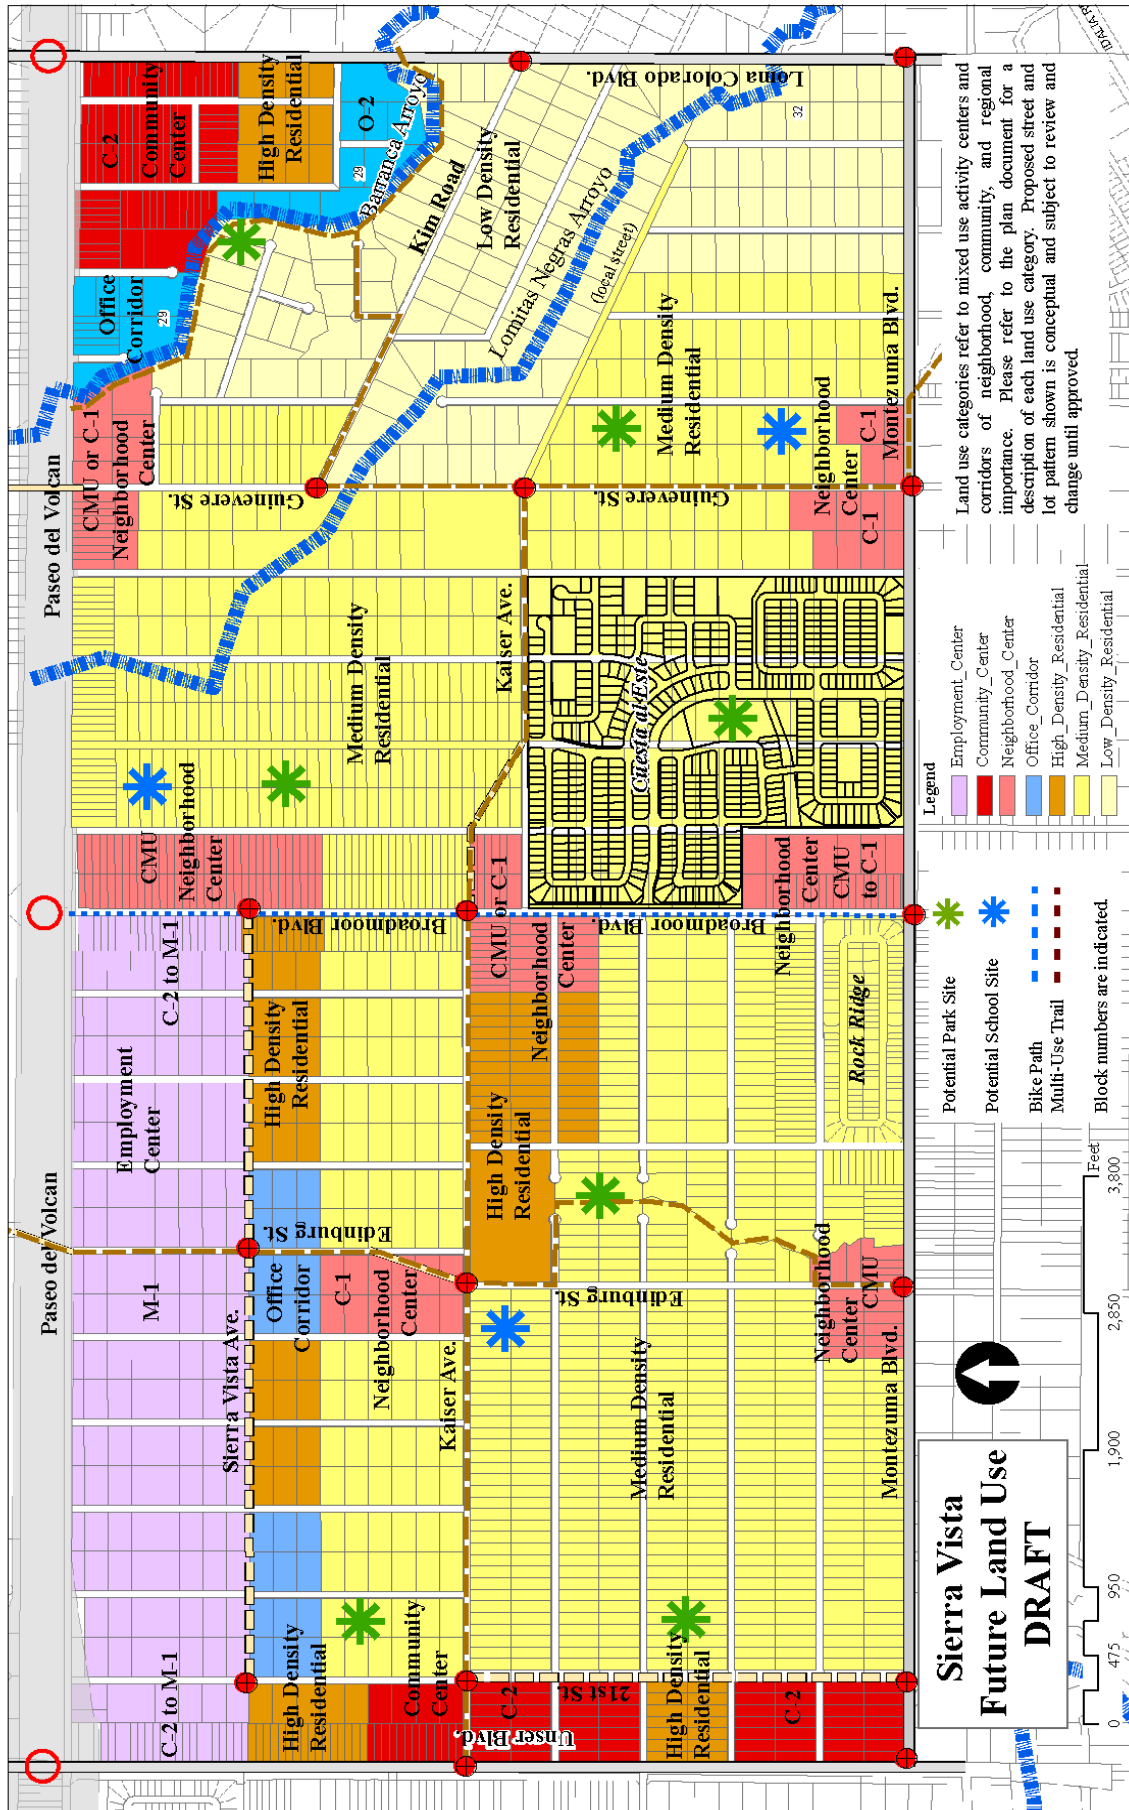 Paseo del Volcan
Paseo del Volcan
C-2 to M-1
M-1
Employment
Center
C-2 to M-1
Sierra Vista Ave.
High Density
Residential
Office
Corridor
Edinburg St.
High Density
Residential
Broadmoor Blvd.
C-1
Neighborhood
Center
Community
Center
Kaiser Ave.
Unser Blvd.
C-2
21st St.
High Density
Residential
C-2
Medium Density
Residential
Edinburg St.
High Density
Residential
Neighborhood
Center
CMU or C-1
Broadmoor Blvd.
Neighborhood
Center
CMU
Montezuma Blvd.
Rock Ridge
Neighborhood
Center
CMU
to C-1
Neighborhood
CMU
Neighborhood
Center
Medium Density
Residential
Kaiser Ave.
Cuesta al Este
CMU or C-1
Neighborhood
Center
Guinevere St.
Guinevere St.
Office
Corridor
29
C-2
Community
Center
High Density
Residential
O-2
29
Barranca Arroyo
Kim Road
Low Density
Residential
Lomitas Negras Arroyo
(local street)
Loma Colorado Blvd.
32
Medium Density
Residential
Neighborhood
Center
C-1
C-1
Montezuma Blvd.
IDALIA R
Sierra Vista
Future Land Use
DRAFT
0 475 950 1,900 2,850 3,800
Feet
Potential Park Site
Potential School Site
Bike Path
Multi-Use Trail
Block numbers are indicated.
Legend
Employment_Center
Community_Center
Neighborhood_Center
Office_Corridor
High_Density_Residential
Medium_Density_Residential
Low_Density_Residential
Land use categories refer to mixed use activity centers and
corridors of neighborhood, community, and regional
importance. Please refer to the plan document for a
description of each land use category. Proposed street and
lot pattern shown is conceptual and subject to review and
change until approved.